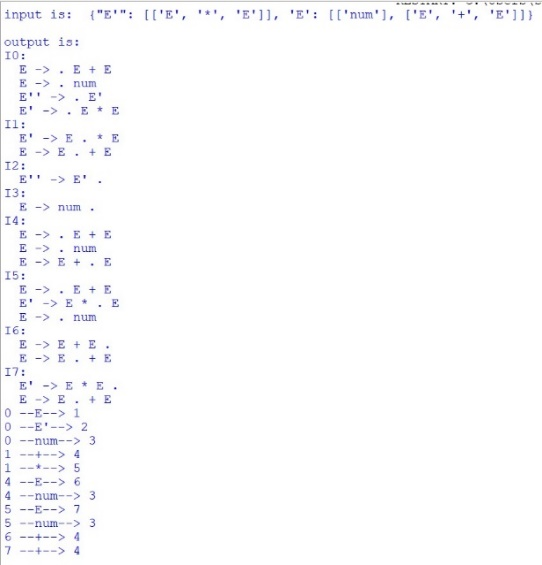 input is:  {"E'": [['E', '*', 'E']], 'E': [['num'], ['E', '+', 'E']]}
output is:
I0:
  E -> . E + E
  E -> . num
  E'' -> . E'
  E' -> . E * E
I1:
  E' -> E . * E
  E -> E . + E
I2:
  E'' -> E' .
I3:
  E -> num .
I4:
  E -> . E + E
  E -> . num
  E -> E + . E
I5:
  E -> . E + E
  E' -> E * . E
  E -> . num
I6:
  E -> E + E .
  E -> E . + E
I7:
  E' -> E * E .
  E -> E . + E
0 --E--> 1
0 --E'--> 2
0 --num--> 3
1 --+--> 4
1 --*--> 5
4 --E--> 6
4 --num--> 3
5 --E--> 7
5 --num--> 3
6 --+--> 4
7 --+--> 4